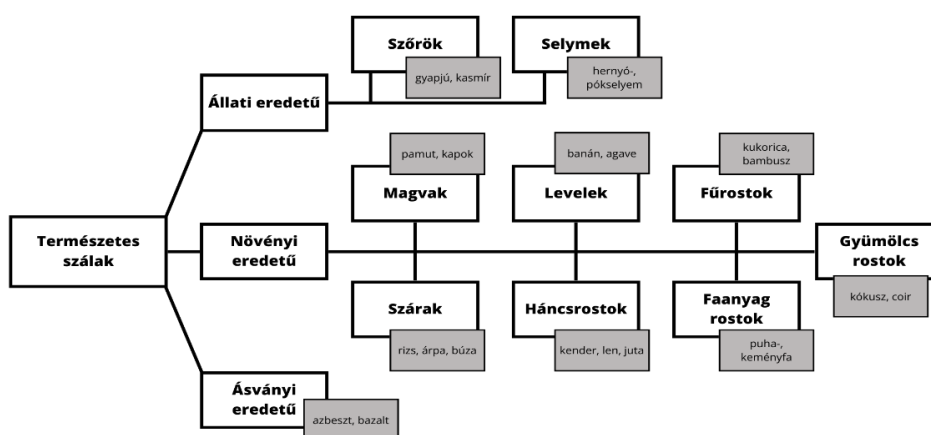 Szőrök
gyapjú, kasmír
Selymek
hernyó-,
pókselyem
Állati eredetű
pamut, kapok
Magvak
banán, agave
Levelek
kukorica,
bambusz
Fűrostok
Természetes
szálak
Növényi
eredetű
Gyümölcs
rostok
kókusz, coir
Szárak
rizs, árpa, búza
Háncsrostok
kender, len, juta
Faanyag
rostok
puha-,
keményfa
Ásványi
eredetű
azbeszt, bazalt